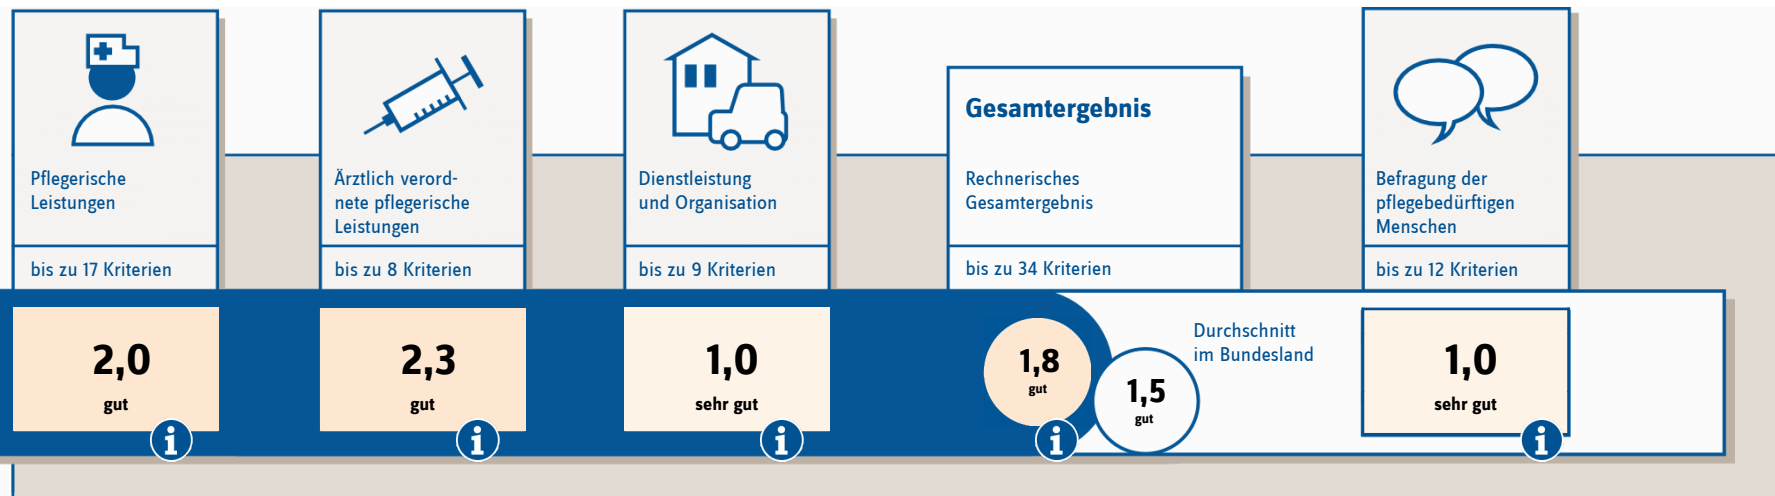 Pflegerische
Leistungen
bis zu 17 Kriterien
2,0
gut
i
Ärztlich verord-
nete pflegerische
Leistungen
bis zu 8 Kriterien
2,3
gut
i
Dienstleistung
und Organisation
bis zu 9 Kriterien
1,0
sehr gut
i
Gesamtergebnis
Rechnerisches
Gesamtergebnis
bis zu 34 Kriterien
1,8
gut
i
1,5
gut
Durchschnitt
im Bundesland
Befragung der
pflegebedürftigen
Menschen
bis zu 12 Kriterien
1,0
sehr gut
i